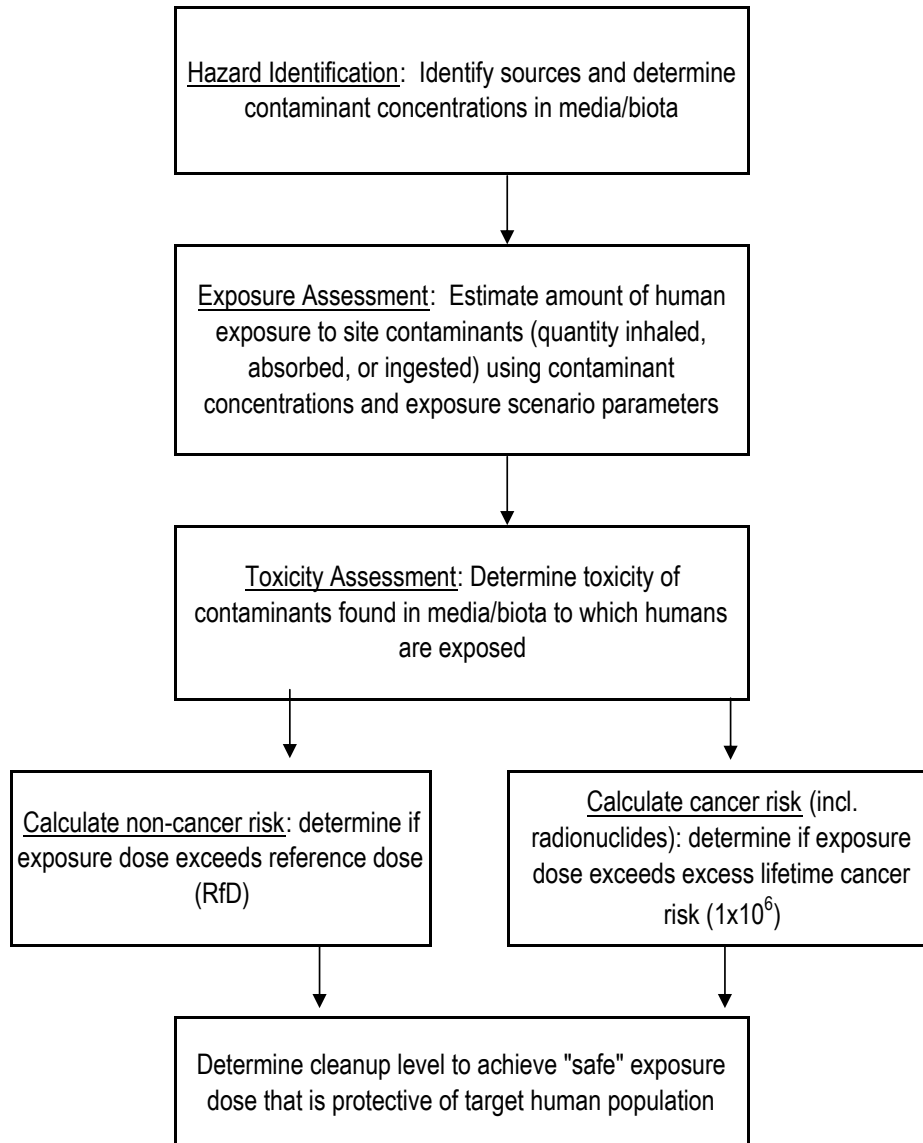 Hazard Identification:  Identify sources and determine
contaminant concentrations in media/biota
Exposure Assessment:  Estimate amount of human
exposure to site contaminants (quantity inhaled,
absorbed, or ingested) using contaminant
concentrations and exposure scenario parameters
Toxicity Assessment: Determine toxicity of
contaminants found in media/biota to which humans
are exposed
Calculate non-cancer risk: determine if
exposure dose exceeds reference dose
(RfD)
Calculate cancer risk (incl.
radionuclides): determine if exposure
dose exceeds excess lifetime cancer
risk (1x10⁶)
Determine cleanup level to achieve "safe" exposure
dose that is protective of target human population